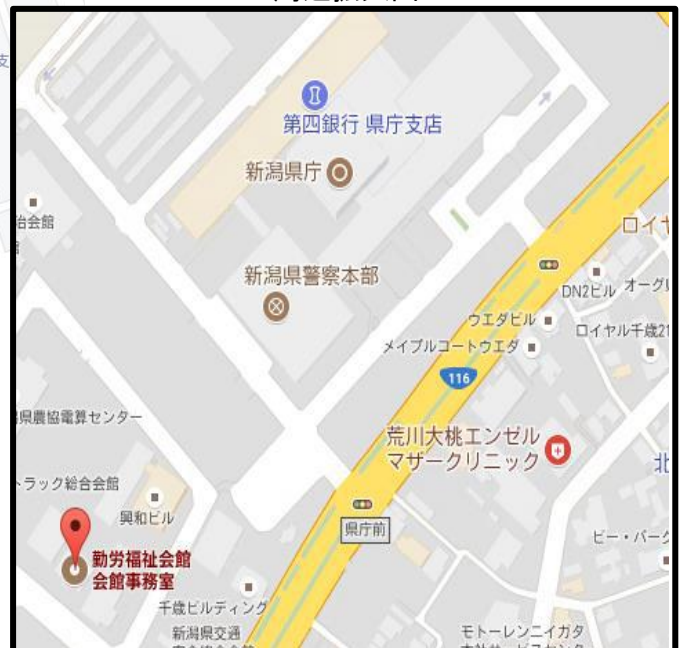 支
第四銀行 県庁支店
新潟県庁
治会館
ロイヤ
新潟県警察本部
DN2ビル
オーグ
ウエダビル
ロイヤル千歳21
メイプルコートウエダ
116
県農協電算センター
荒川大桃エンゼル
マザークリニック
北
トラック総合会館
興和ビル
県庁前
ビー・パーク
勤労福祉会館
会館事務室
千歳ビルディング
新潟県交通
モトーレンニイガタ